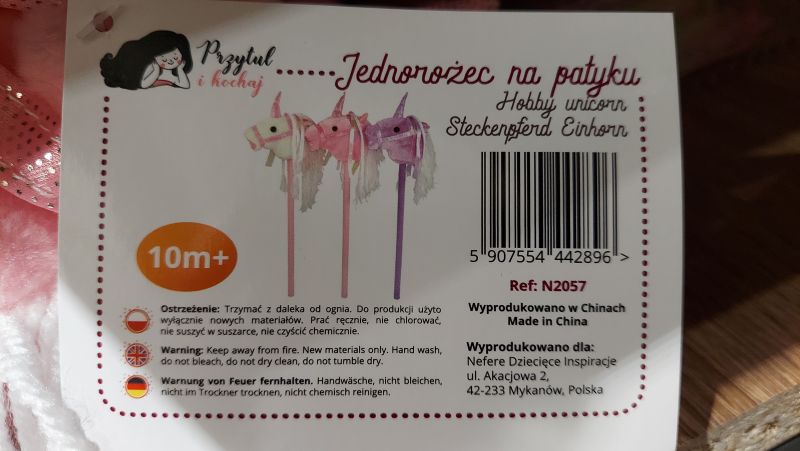 Przytul
i kochaj
Jednorożec na patyku
Hobby unicorn
Steckenpferd Einhorn
10m+
5 907554 442896 >
Ref: N2057
Wyprodukowano w Chinach
Made in China
Wyprodukowano dla:
Nefere Dziecięce Inspiracje
ul. Akacjowa 2,
42-233 Mykanów, Polska
Ostrzeżenie: Trzymać z daleka od ognia. Do produkcji użyto
wyłącznie nowych materiałów. Prać ręcznie, nie chlorować,
nie suszyć w suszarce, nie czyścić chemicznie.
Warning: Keep away from fire. New materials only. Hand wash,
do not bleach, do not dry clean, do not tumble dry.
Warnung von Feuer fernhalten. Handwäsche, nicht bleichen,
nicht im Trockner trocknen, nicht chemisch reinigen.